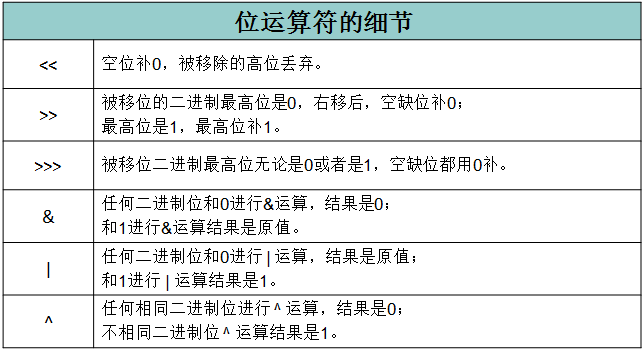 位运算符的细节
<<
空位补0，被移除的高位丢弃。
>>
被移位的二进制最高位是0，右移后，空缺位补0；
最高位是1，最高位补1。
>>>
被移位二进制最高位无论是0或者是1，空缺位都用0补。
&
任何二进制位和0进行&运算，结果是0；
和1进行&运算结果是原值。
|
任何二进制位和0进行 | 运算，结果是原值；
和1进行 | 运算结果是1。
^
任何相同二进制位进行 ^ 运算，结果是0；
不相同二进制位 ^ 运算结果是1。